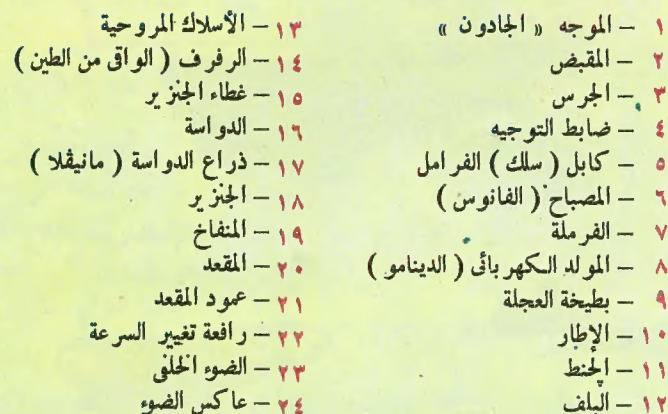 ١ – الموجه « الجادون »
٢ – المقبض
٣ – الجرس
٤ – ضابط التوجيه
٥ – كابل ( سلك ) الفرامل
٦ – المصباح ( الفانوس )
٧ – الفرملة
٨ – المولد الكهربائى ( الدينامو )
٩ – بطيخة العجلة
١٠ – الإطار
١١ – الجنط
١٢ – البلف
١٣ – الأسلاك المروحية
١٤ – الرفرف ( الواقى من الطين )
١٥ – غطاء الجنزير
١٦ – الدواسة
١٧ – ذراع الدواسة ( مانيڤلا )
١٨ – الجنزير
١٩ – المنفاخ
٢٠ – المقعد
٢١ – عمود المقعد
٢٢ – رافعة تغيير السرعة
٢٣ – الضوء الخلفى
٢٤ – عاكس الضوء